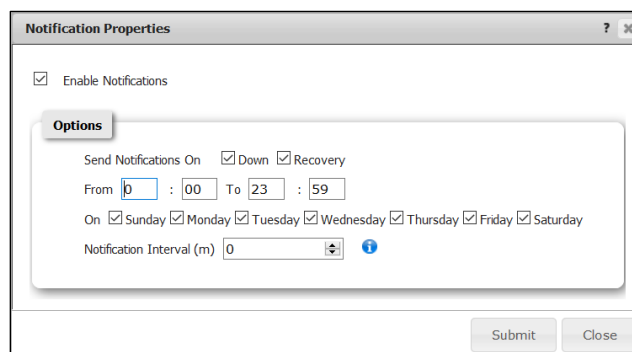 Notification Properties ?
Enable Notifications
Options
Send Notifications On Down Recovery
From 0 : 00 To 23 : 59
On Sunday Monday Tuesday Wednesday Thursday Friday Saturday
Notification Interval (m) 0
Submit Close